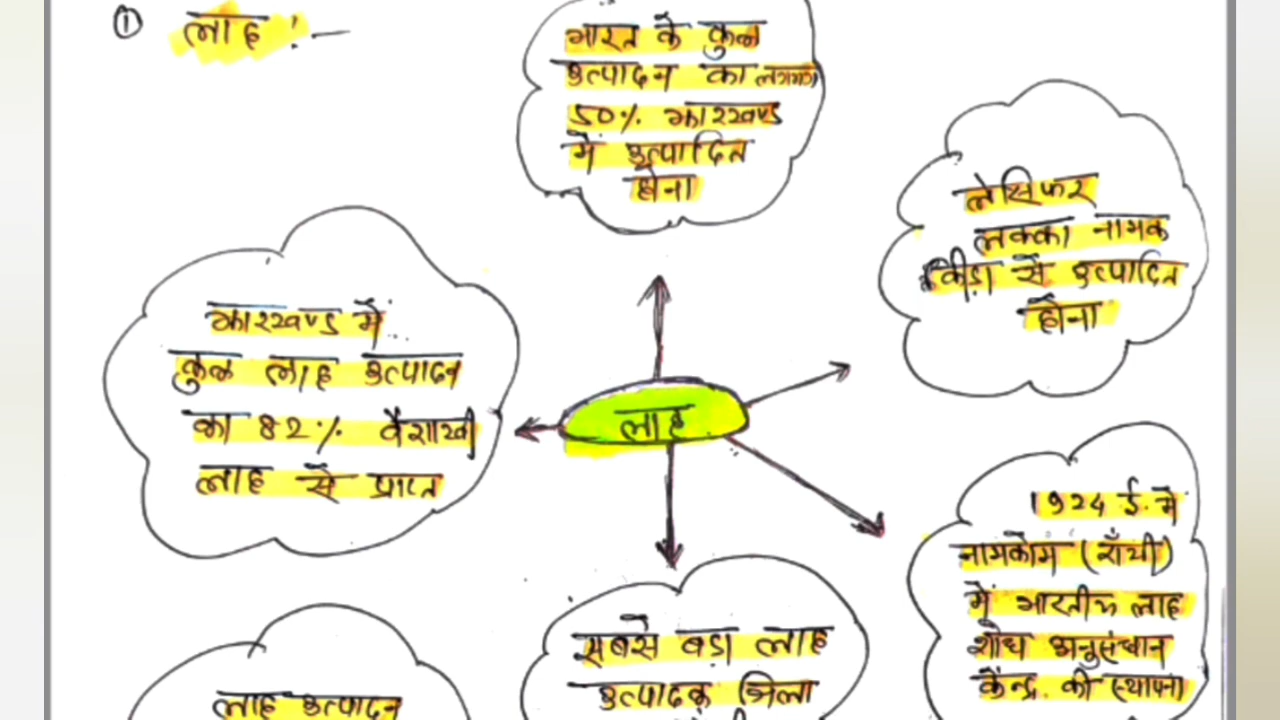 ① लाह :—
भारत के कुल
उत्पादन का लगभग
50% झारखण्ड
में उत्पादित
होना
लेसिफर
लक्का नामक
कीड़ा से उत्पादित
होना
झारखण्ड में
कुल लाह उत्पादन
का 82% वैशाखी
लाह से प्राप्त
लाह
1924 ई. में
नामकोम (राँची)
में भारतीय लाह
शोध अनुसंधान
केन्द्र की स्थापना
सबसे बड़ा लाह
उत्पादक जिला
लाह उत्पादन